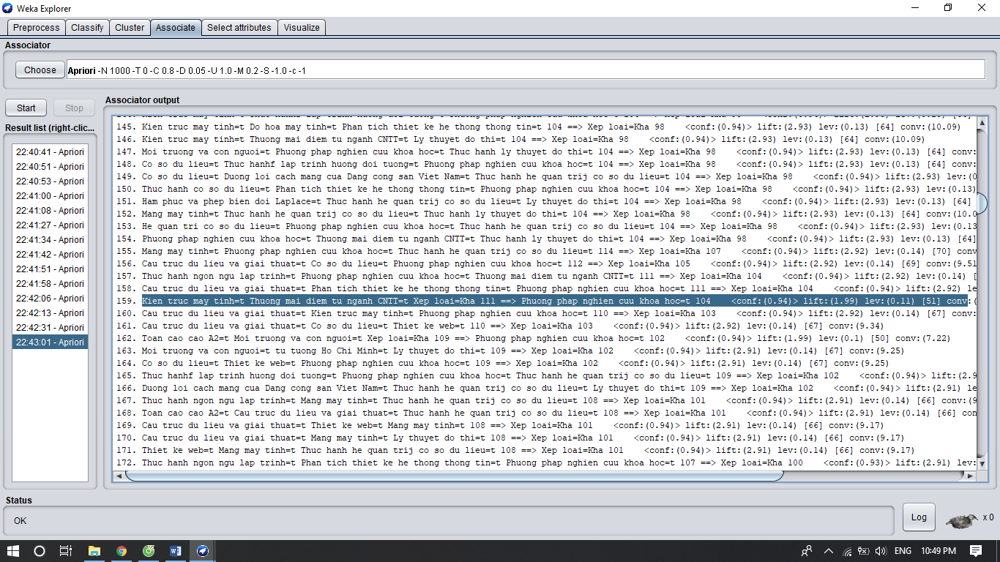 Weka Explorer
Preprocess Classify Cluster Associate Select attributes Visualize
Associator
Choose Apriori -N 1000 -T 0 -C 0.8 -D 0.05 -U 1.0 -M 0.2 -S -1.0 -c -1
Start Stop
Result list (right-clic...
22:40:41 - Apriori
22:40:51 - Apriori
22:40:53 - Apriori
22:41:00 - Apriori
22:41:08 - Apriori
22:41:27 - Apriori
22:41:34 - Apriori
22:41:42 - Apriori
22:41:51 - Apriori
22:41:58 - Apriori
22:42:06 - Apriori
22:42:13 - Apriori
22:42:31 - Apriori
22:43:01 - Apriori
Associator output
145. Kien truc may tinh=t Do hoa may tinh=t Phan tich thiet ke he thong thong tin=t 104 ==> Xep loai=Kha 98 <conf:(0.94)> lift:(2.93) lev:(0.13) [64] conv:(10.09)
146. Kien truc may tinh=t Thuong mai diem tu nganh CNTT=t Ly thuyet do thi=t 104 ==> Xep loai=Kha 98 <conf:(0.94)> lift:(2.93) lev:(0.13) [64] conv:(10.09)
147. Moi truong va con nguoi=t Phuong phap nghien cuu khoa hoc=t Thuc hanh ly thuyet do thi=t 104 ==> Xep loai=Kha 98 <conf:(0.94)> lift:(2.93) lev:(0.13) [64] conv:
148. Co so du lieu=t Thuc hanhf lap trinh huong doi tuong=t Phuong phap nghien cuu khoa hoc=t 104 ==> Xep loai=Kha 98 <conf:(0.94)> lift:(2.93) lev:(0.13) [64] conv:
149. Co so du lieu=t Duong loi cach mang cua Dang cong san Viet Nam=t Thuc hanh he quan trij co so du lieu=t 104 ==> Xep loai=Kha 98 <conf:(0.94)> lift:(2.93) lev:(0
150. Thuc hanh co so du lieu=t Phan tich thiet ke he thong thong tin=t Phuong phap nghien cuu khoa hoc=t 104 ==> Xep loai=Kha 98 <conf:(0.94)> lift:(2.93) lev:(0.13)
151. Ham phuc va phep bien doi Laplace=t Thuc hanh he quan trij co so du lieu=t Ly thuyet do thi=t 104 ==> Xep loai=Kha 98 <conf:(0.94)> lift:(2.93) lev:(0.13) [64]
152. Mang may tinh=t Thuc hanh he quan trij co so du lieu=t Thuc hanh ly thuyet do thi=t 104 ==> Xep loai=Kha 98 <conf:(0.94)> lift:(2.93) lev:(0.13) [64] conv:(10.0
153. He quan tri co so du lieu=t Phuong phap nghien cuu khoa hoc=t Thuc hanh he quan trij co so du lieu=t 104 ==> Xep loai=Kha 98 <conf:(0.94)> lift:(2.93) lev:(0.13
154. Phuong phap nghien cuu khoa hoc=t Thuong mai diem tu nganh CNTT=t Thuc hanh ly thuyet do thi=t 104 ==> Xep loai=Kha 98 <conf:(0.94)> lift:(2.93) lev:(0.13) [64]
155. Mang may tinh=t Phuong phap nghien cuu khoa hoc=t Thuc hanh he quan trij co so du lieu=t 114 ==> Xep loai=Kha 107 <conf:(0.94)> lift:(2.92) lev:(0.14) [70] conv
156. Cau truc du lieu va giai thuat=t Co so du lieu=t Phuong phap nghien cuu khoa hoc=t 112 ==> Xep loai=Kha 105 <conf:(0.94)> lift:(2.92) lev:(0.14) [69] conv:(9.51
157. Thuc hanh ngon ngu lap trinh=t Phuong phap nghien cuu khoa hoc=t Thuong mai diem tu nganh CNTT=t 111 ==> Xep loai=Kha 104 <conf:(0.94)> lift:(2.92) lev:(0.14) [
158. Cau truc du lieu va giai thuat=t Phan tich thiet ke he thong thong tin=t Phuong phap nghien cuu khoa hoc=t 111 ==> Xep loai=Kha 104 <conf:(0.94)> lift:(2.92) le
159. Kien truc may tinh=t Thuong mai diem tu nganh CNTT=t Xep loai=Kha 111 ==> Phuong phap nghien cuu khoa hoc=t 104 <conf:(0.94)> lift:(1.99) lev:(0.11) [51] conv:(
160. Cau truc du lieu va giai thuat=t Kien truc may tinh=t Phuong phap nghien cuu khoa hoc=t 110 ==> Xep loai=Kha 103 <conf:(0.94)> lift:(2.92) lev:(0.14) [67] conv:
161. Cau truc du lieu va giai thuat=t Co so du lieu=t Thiet ke web=t 110 ==> Xep loai=Kha 103 <conf:(0.94)> lift:(2.92) lev:(0.14) [67] conv:(9.34)
162. Toan cao cao A2=t Moi truong va con nguoi=t Xep loai=Kha 109 ==> Phuong phap nghien cuu khoa hoc=t 102 <conf:(0.94)> lift:(1.99) lev:(0.1) [50] conv:(7.22)
163. Moi truong va con nguoi=t tu tuong Ho Chi Minh=t Ly thuyet do thi=t 109 ==> Xep loai=Kha 102 <conf:(0.94)> lift:(2.91) lev:(0.14) [67] conv:(9.25)
164. Co so du lieu=t Thiet ke web=t Phuong phap nghien cuu khoa hoc=t 109 ==> Xep loai=Kha 102 <conf:(0.94)> lift:(2.91) lev:(0.14) [67] conv:(9.25)
165. Thuc hanhf lap trinh huong doi tuong=t Phuong phap nghien cuu khoa hoc=t Thuc hanh he quan trij co so du lieu=t 109 ==> Xep loai=Kha 102 <conf:(0.94)> lift:(2.9
166. Duong loi cach mang cua Dang cong san Viet Nam=t Thuc hanh he quan trij co so du lieu=t Ly thuyet do thi=t 109 ==> Xep loai=Kha 102 <conf:(0.94)> lift:(2.91) le
167. Thuc hanh ngon ngu lap trinh=t Mang may tinh=t Thuc hanh he quan trij co so du lieu=t 108 ==> Xep loai=Kha 101 <conf:(0.94)> lift:(2.91) lev:(0.14) [66] conv:(9
168. Toan cao cao A2=t Cau truc du lieu va giai thuat=t Thuc hanh he quan trij co so du lieu=t 108 ==> Xep loai=Kha 101 <conf:(0.94)> lift:(2.91) lev:(0.14) [66] con
169. Cau truc du lieu va giai thuat=t Thiet ke web=t Mang may tinh=t 108 ==> Xep loai=Kha 101 <conf:(0.94)> lift:(2.91) lev:(0.14) [66] conv:(9.17)
170. Cau truc du lieu va giai thuat=t Mang may tinh=t Ly thuyet do thi=t 108 ==> Xep loai=Kha 101 <conf:(0.94)> lift:(2.91) lev:(0.14) [66] conv:(9.17)
171. Thiet ke web=t Mang may tinh=t Thuc hanh he quan trij co so du lieu=t 108 ==> Xep loai=Kha 101 <conf:(0.94)> lift:(2.91) lev:(0.14) [66] conv:(9.17)
172. Thuc hanh ngon ngu lap trinh=t Phan tich thiet ke he thong thong tin=t Phuong phap nghien cuu khoa hoc=t 107 ==> Xep loai=Kha 100 <conf:(0.93)> lift:(2.91) lev:
Status
OK
Log
x 0
ENG 10:49 PM